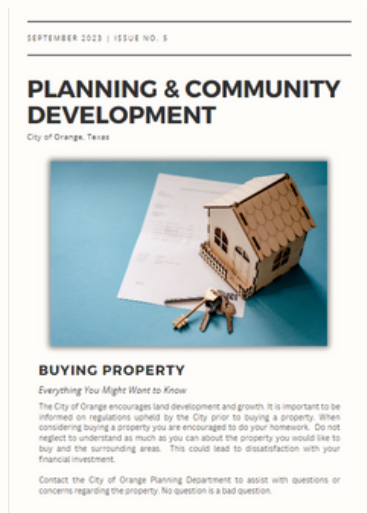 SEPTEMBER 2023 | ISSUE NO. 5
PLANNING & COMMUNITY
DEVELOPMENT
City of Orange, Texas
BUYING PROPERTY
Everything You Might Want to Know
The City of Orange encourages land development and growth. It is important to be
informed on regulations upheld by the City prior to buying a property. When
considering buying a property you are encouraged to do your homework. Do not
neglect to understand as much as you can about the property you would like to
buy and the surrounding areas. This could lead to dissatisfaction with your
financial investment.
Contact the City of Orange Planning Department to assist with questions or
concerns regarding the property. No question is a bad question.